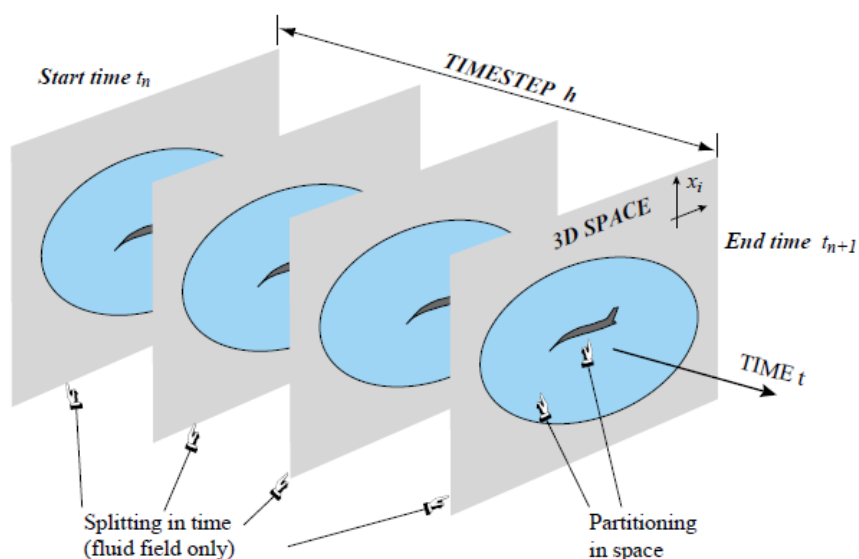 Start time tn
TIMESTEP h
xi
3D SPACE
End time tn+1
TIME t
Splitting in time
(fluid field only)
Partitioning
in space